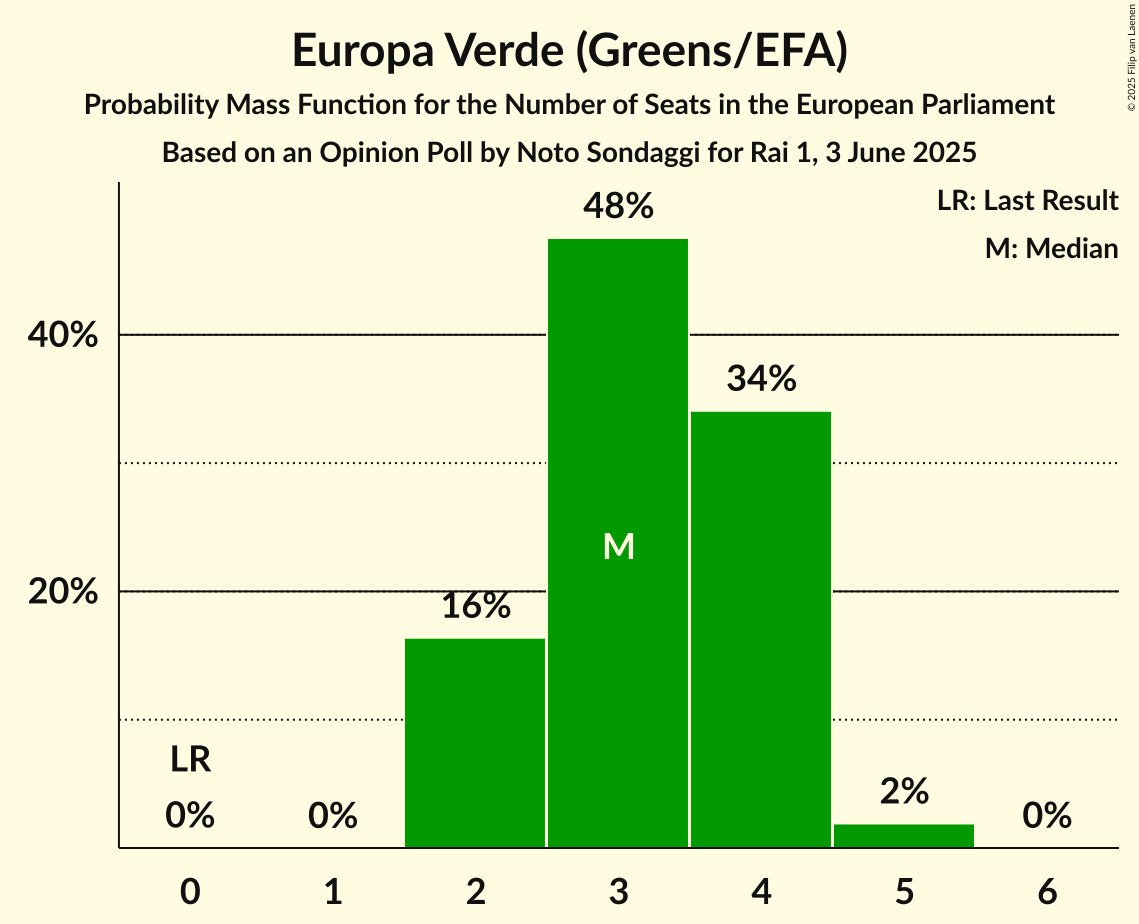 Europa Verde (Greens/EFA)
Probability Mass Function for the Number of Seats in the European Parliament
Based on an Opinion Poll by Noto Sondaggi for Rai 1, 3 June 2025
© 2025 Filip van Laenen
LR: Last Result
M: Median
48%
40%
34%
M
20%
16%
LR
0%
0%
2%
0%
0 1 2 3 4 5 6